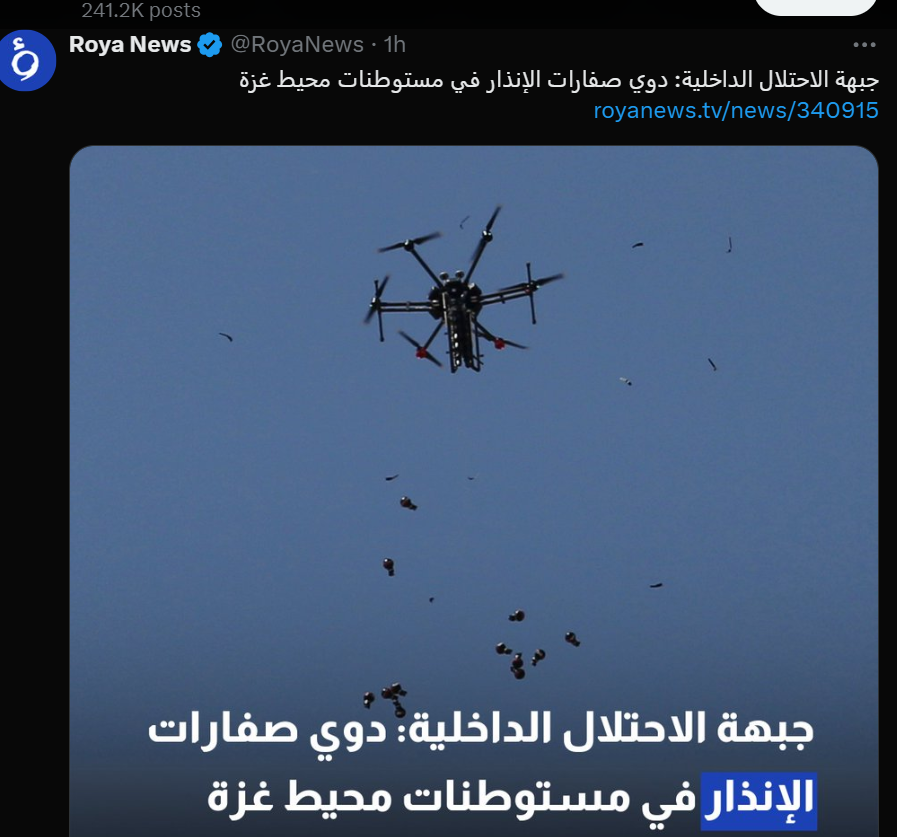 241.2K posts
Roya News @RoyaNews · 1h
جبهة الاحتلال الداخلية: دوي صفارات الإنذار في مستوطنات محيط غزة
royanews.tv/news/340915
جبهة الاحتلال الداخلية: دوي صفارات
الإنذار في مستوطنات محيط غزة